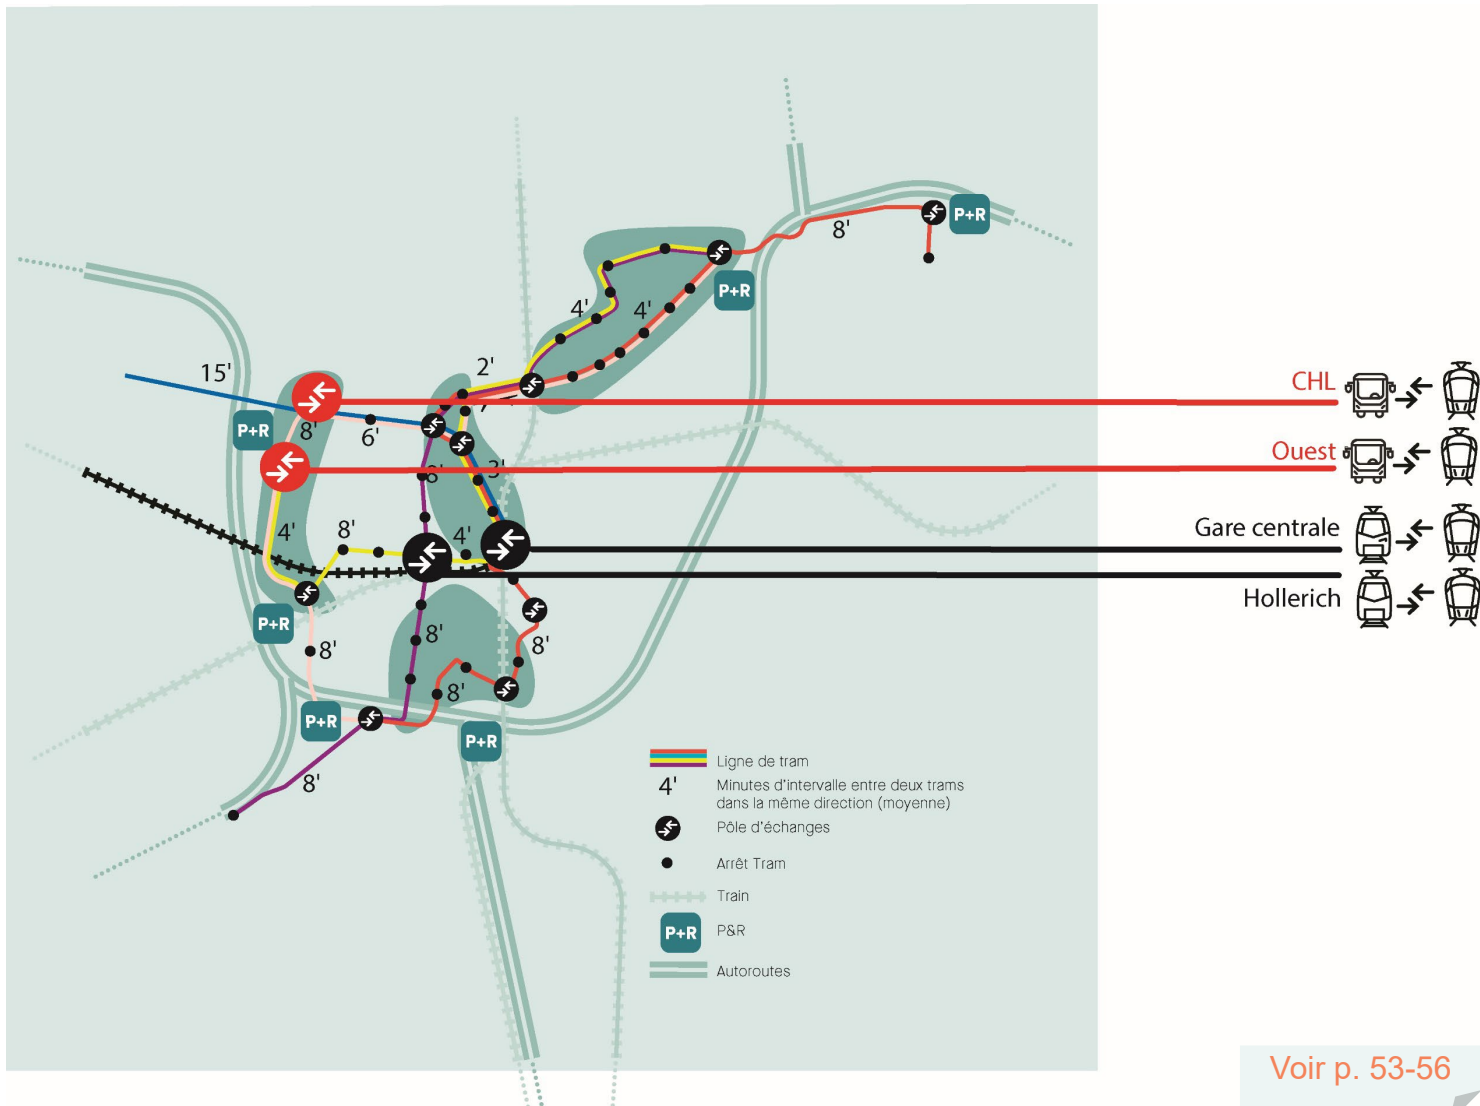 8'
P+R
P+R
4'
4'
2'
15'
8'
6'
P+R
CHL
Ouest
8'
3'
4'
8'
4'
Gare centrale
Hollerich
P+R
8'
8'
8'
8'
P+R
P+R
8'
Ligne de tram
4' Minutes d'intervalle entre deux trams
dans la même direction (moyenne)
Pôle d'échanges
Arrêt Tram
Train
P+R P&R
Autoroutes
Voir p. 53-56